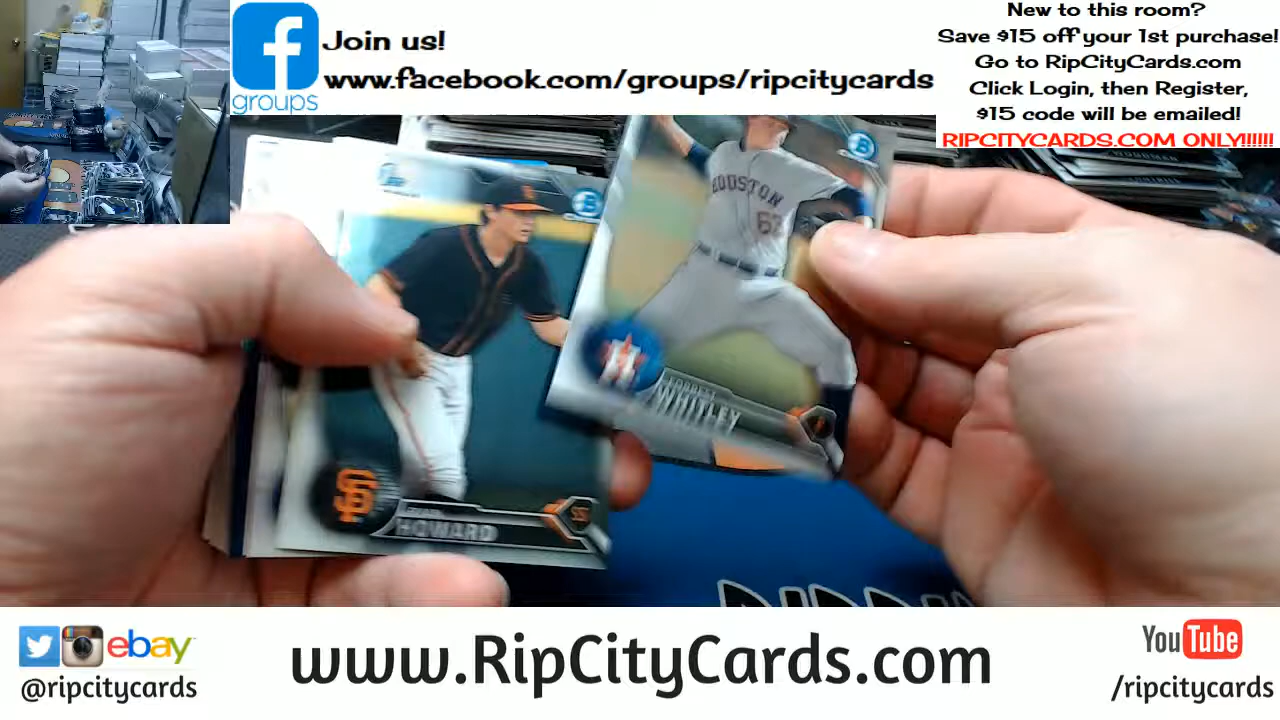 Join us!
www.facebook.com/groups/ripcitycards
groups
New to this room?
Save $15 off your 1st purchase!
Go to RipCityCards.com
Click Login, then Register,
$15 code will be emailed!
RIPCITYCARDS.COM ONLY!!!!!!
HOUSTON
WHITLEY
HOWARD
SF
ebay
@ripcitycards
www.RipCityCards.com
YouTube
/ripcitycards